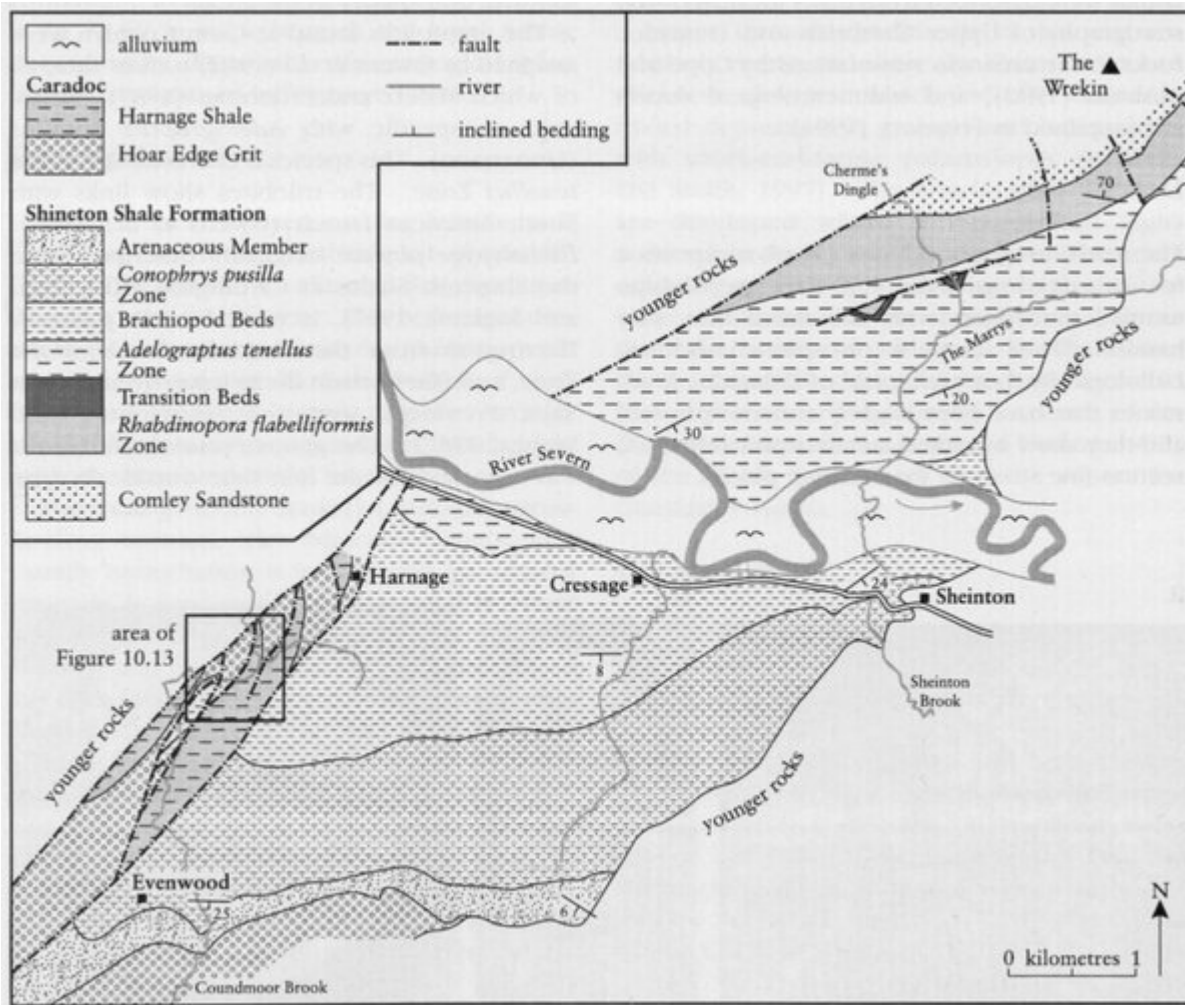 alluvium
fault
river
inclined bedding
Caradoc
Harnage Shale
Hoar Edge Grit
Shineton Shale Formation
Arenaceous Member
Conophrys pusilla
Zone
Brachiopod Beds
Adelograptus tenellus
Zone
Transition Beds
Rhabdinopora flabelliformis
Zone
Comley Sandstone
The
Wrekin
Cherme's
Dingle
70
younger rocks
The Marrys
younger rocks
20
30
River Severn
Harnage
Cressage
24
Sheinton
area of
Figure 10.13
8
Sheinton
Brook
younger rocks
younger rocks
Evenwood
25
6
N
0 kilometres 1
Coundmoor Brook